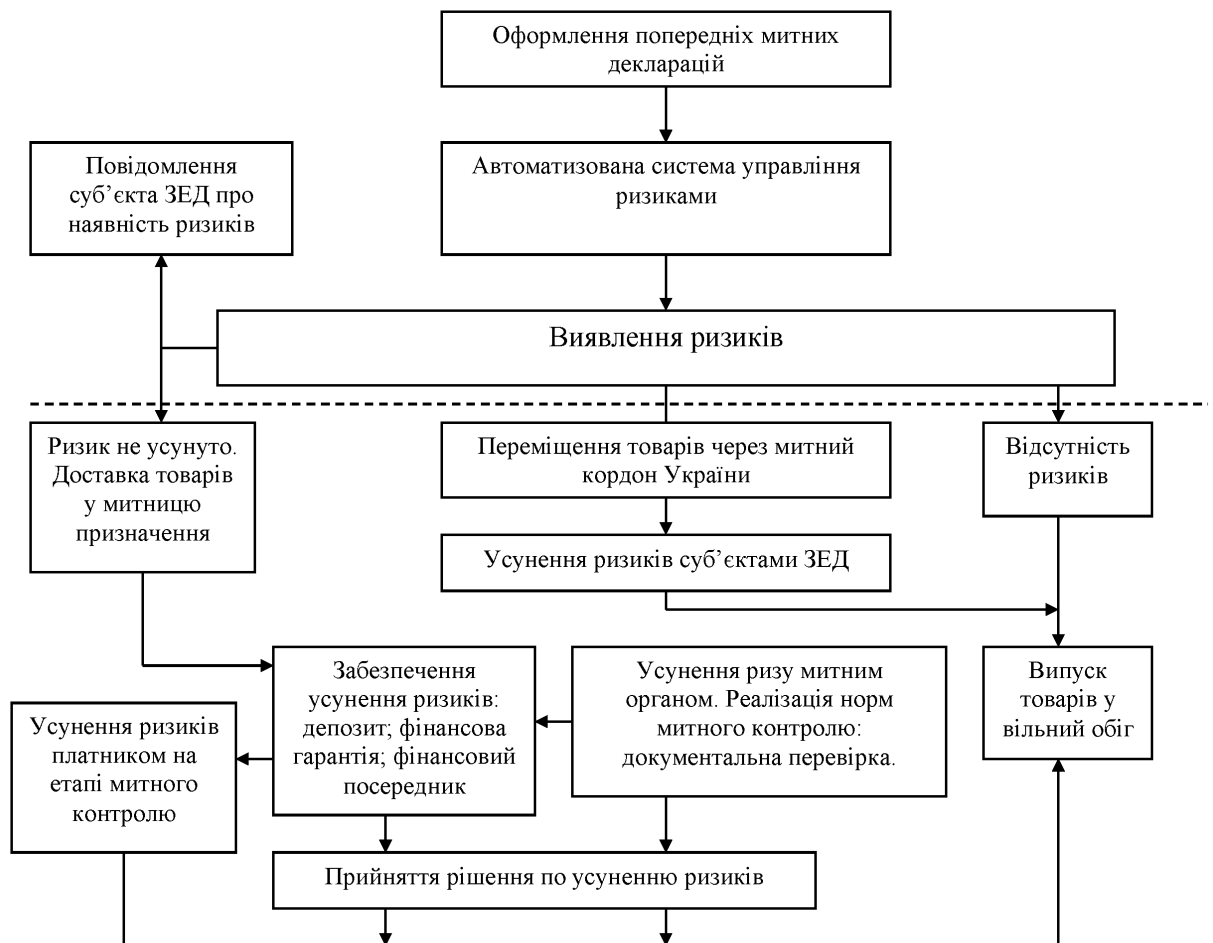 Оформлення попередніх митних
декларацій
Повідомлення
суб’єкта ЗЕД про
наявність ризиків
Автоматизована система управління
ризиками
Виявлення ризиків
Ризик не усунуто.
Доставка товарів
у митницю
призначення
Переміщення товарів через митний
кордон України
Відсутність
ризиків
Усунення ризиків суб’єктами ЗЕД
Забезпечення
усунення ризиків:
депозит; фінансова
гарантія; фінансовий
посередник
Усунення ризу митним
органом. Реалізація норм
митного контролю:
документальна перевірка.
Випуск
товарів у
вільний обіг
Усунення ризиків
платником на
етапі митного
контролю
Прийняття рішення по усуненню ризиків